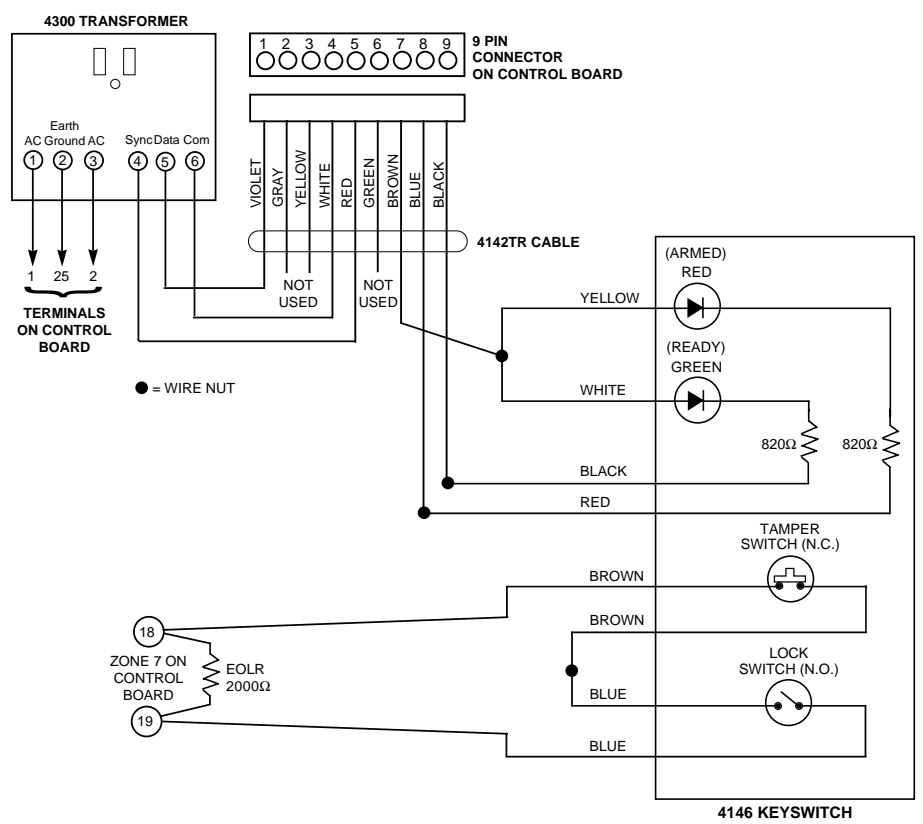 4300 TRANSFORMER
1 2 3 4 5 6 7 8 9
9 PIN
CONNECTOR
ON CONTROL BOARD
Earth
AC Ground AC
Sync Data Com
1 2 3 4 5 6
VIOLET
GRAY
YELLOW
WHITE
RED
GREEN
BROWN
BLUE
BLACK
4142TR CABLE
1 25 2
TERMINALS
ON CONTROL
BOARD
NOT
USED
NOT
USED
● = WIRE NUT
(ARMED)
RED
YELLOW
(READY)
GREEN
WHITE
820Ω
820Ω
BLACK
RED
TAMPER
SWITCH (N.C.)
BROWN
BROWN
LOCK
SWITCH (N.O.)
BLUE
BLUE
18
ZONE 7 ON
CONTROL
BOARD
EOLR
2000Ω
19
4146 KEYSWITCH